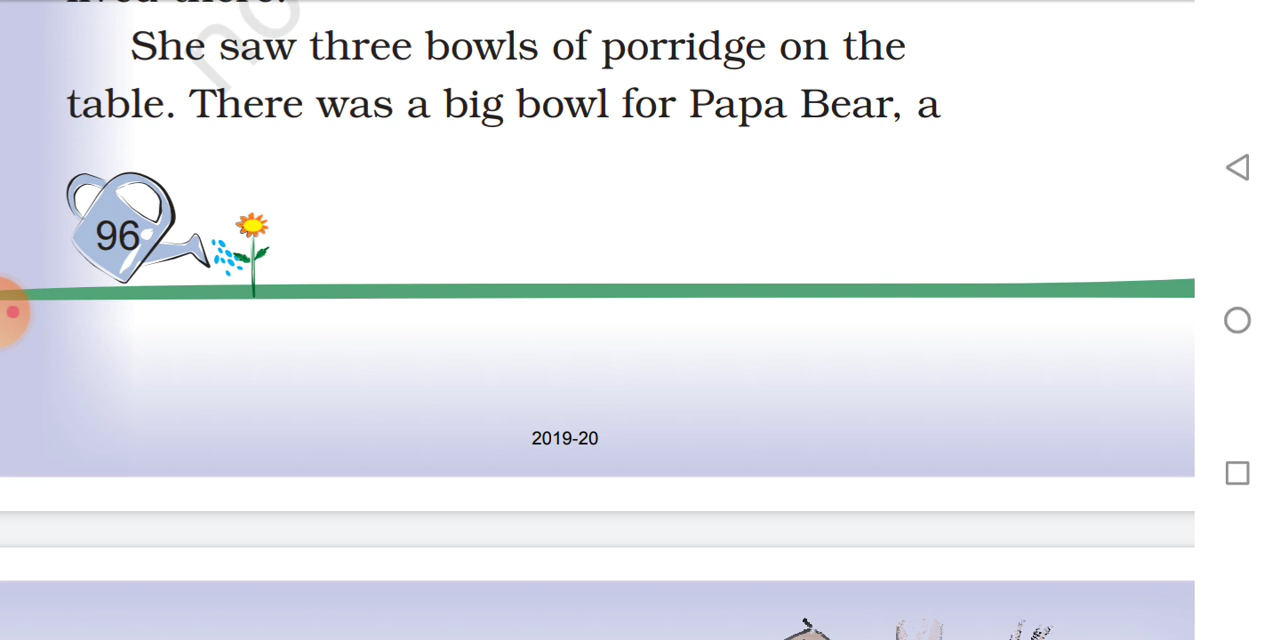 She saw three bowls of porridge on the
table. There was a big bowl for Papa Bear, a
96
2019-20